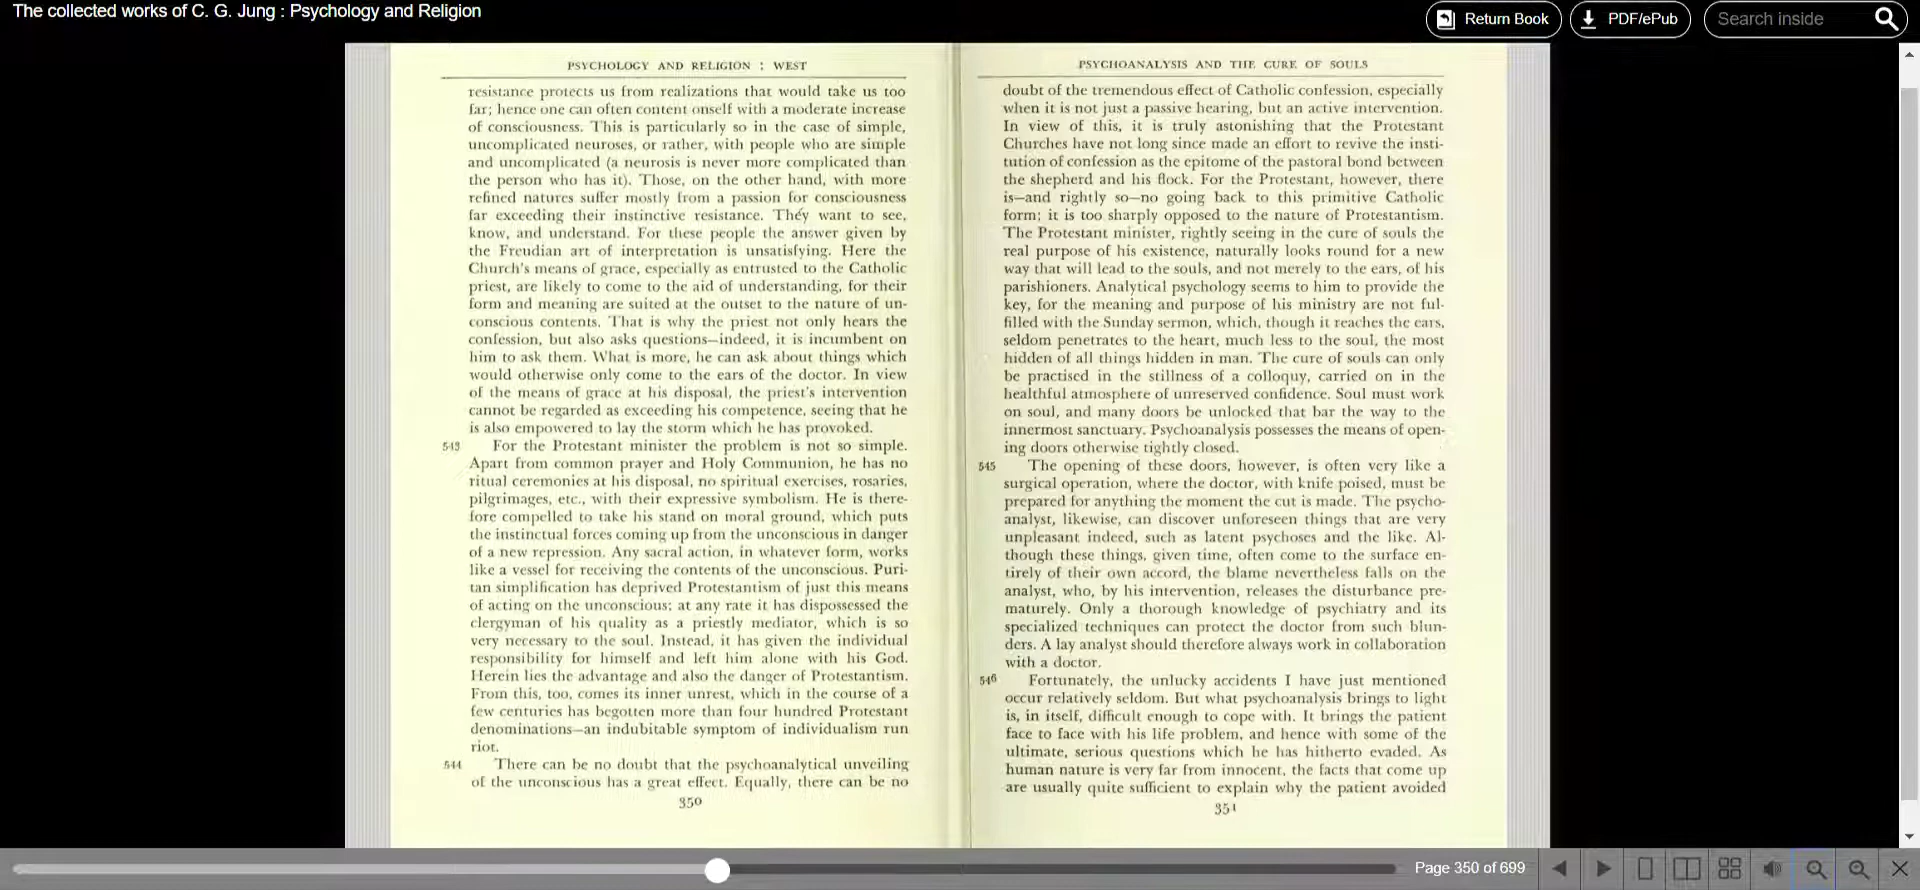 The collected works of C. G. Jung : Psychology and Religion
Return Book
PDF/ePub
Search inside
PSYCHOLOGY AND RELIGION : WEST
resistance protects us from realizations that would take us too
far; hence one can often content onself with a moderate increase
of consciousness. This is particularly so in the case of simple,
uncomplicated neuroses, or rather, with people who are simple
and uncomplicated (a neurosis is never more complicated than
the person who has it). Those, on the other hand, with more
refined natures suffer mostly from a passion for consciousness
far exceeding their instinctive resistance. They want to see,
know, and understand. For these people the answer given by
the Freudian art of interpretation is unsatisfying. Here the
Church's means of grace, especially as entrusted to the Catholic
priest, are likely to come to the aid of understanding, for their
form and meaning are suited at the outset to the nature of un-
conscious contents. That is why the priest not only hears the
confession, but also asks questions—indeed, it is incumbent on
him to ask them. What is more, he can ask about things which
would otherwise only come to the ears of the doctor. In view
of the means of grace at his disposal, the priest's intervention
cannot be regarded as exceeding his competence, seeing that he
is also empowered to lay the storm which he has provoked.
543 For the Protestant minister the problem is not so simple.
Apart from common prayer and Holy Communion, he has no
ritual ceremonies at his disposal, no spiritual exercises, rosaries,
pilgrimages, etc., with their expressive symbolism. He is there-
fore compelled to take his stand on moral ground, which puts
the instinctual forces coming up from the unconscious in danger
of a new repression. Any sacral action, in whatever form, works
like a vessel for receiving the contents of the unconscious. Puri-
tan simplification has deprived Protestantism of just this means
of acting on the unconscious; at any rate it has dispossessed the
clergyman of his quality as a priestly mediator, which is so
very necessary to the soul. Instead, it has given the individual
responsibility for himself and left him alone with his God.
Herein lies the advantage and also the danger of Protestantism.
From this, too, comes its inner unrest, which in the course of a
few centuries has begotten more than four hundred Protestant
denominations—an indubitable symptom of individualism run
riot.
544 There can be no doubt that the psychoanalytical unveiling
of the unconscious has a great effect. Equally, there can be no
350
PSYCHOANALYSIS AND THE CURE OF SOULS
doubt of the tremendous effect of Catholic confession, especially
when it is not just a passive hearing, but an active intervention.
In view of this, it is truly astonishing that the Protestant
Churches have not long since made an effort to revive the insti-
tution of confession as the epitome of the pastoral bond between
the shepherd and his flock. For the Protestant, however, there
is—and rightly so—no going back to this primitive Catholic
form; it is too sharply opposed to the nature of Protestantism.
The Protestant minister, rightly seeing in the cure of souls the
real purpose of his existence, naturally looks round for a new
way that will lead to the souls, and not merely to the ears, of his
parishioners. Analytical psychology seems to him to provide the
key, for the meaning and purpose of his ministry are not ful-
filled with the Sunday sermon, which, though it reaches the ears,
seldom penetrates to the heart, much less to the soul, the most
hidden of all things hidden in man. The cure of souls can only
be practised in the stillness of a colloquy, carried on in the
healthful atmosphere of unreserved confidence. Soul must work
on soul, and many doors be unlocked that bar the way to the
innermost sanctuary. Psychoanalysis possesses the means of open-
ing doors otherwise tightly closed.
545 The opening of these doors, however, is often very like a
surgical operation, where the doctor, with knife poised, must be
prepared for anything the moment the cut is made. The psycho-
analyst, likewise, can discover unforeseen things that are very
unpleasant indeed, such as latent psychoses and the like. Al-
though these things, given time, often come to the surface en-
tirely of their own accord, the blame nevertheless falls on the
analyst, who, by his intervention, releases the disturbance pre-
maturely. Only a thorough knowledge of psychiatry and its
specialized techniques can protect the doctor from such blun-
ders. A lay analyst should therefore always work in collaboration
with a doctor.
546 Fortunately, the unlucky accidents I have just mentioned
occur relatively seldom. But what psychoanalysis brings to light
is, in itself, difficult enough to cope with. It brings the patient
face to face with his life problem, and hence with some of the
ultimate, serious questions which he has hitherto evaded. As
human nature is very far from innocent, the facts that come up
are usually quite sufficient to explain why the patient avoided
351
Page 350 of 699